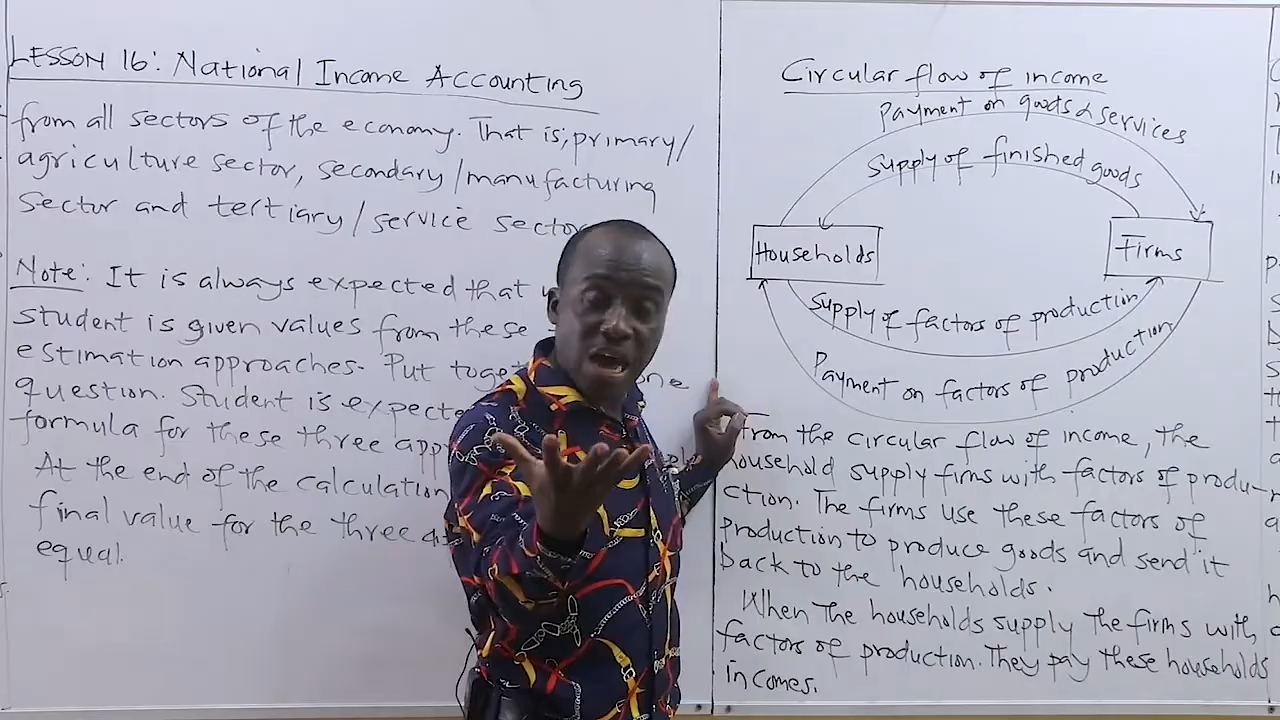 LESSON 16: National Income Accounting
from all sectors of the economy. That is, primary/
agriculture sector, secondary/manufacturing
sector and tertiary/service sector
Note: It is always expected that
student is given values from these
estimation approaches. Put together one
question. Student is expected
formula for these three
At the end of the calculation
final value for the three
equal.
Circular flow of income
Payment on goods & services
Supply of finished goods
Households
Firms
Supply of factors of production
Payment on factors of production
From the circular flow of income, the
household supply firms with factors of produ-
ction. The firms use these factors of
production to produce goods and send it
back to the households.
When the households supply the firms with
factors of production. They pay these households
incomes.